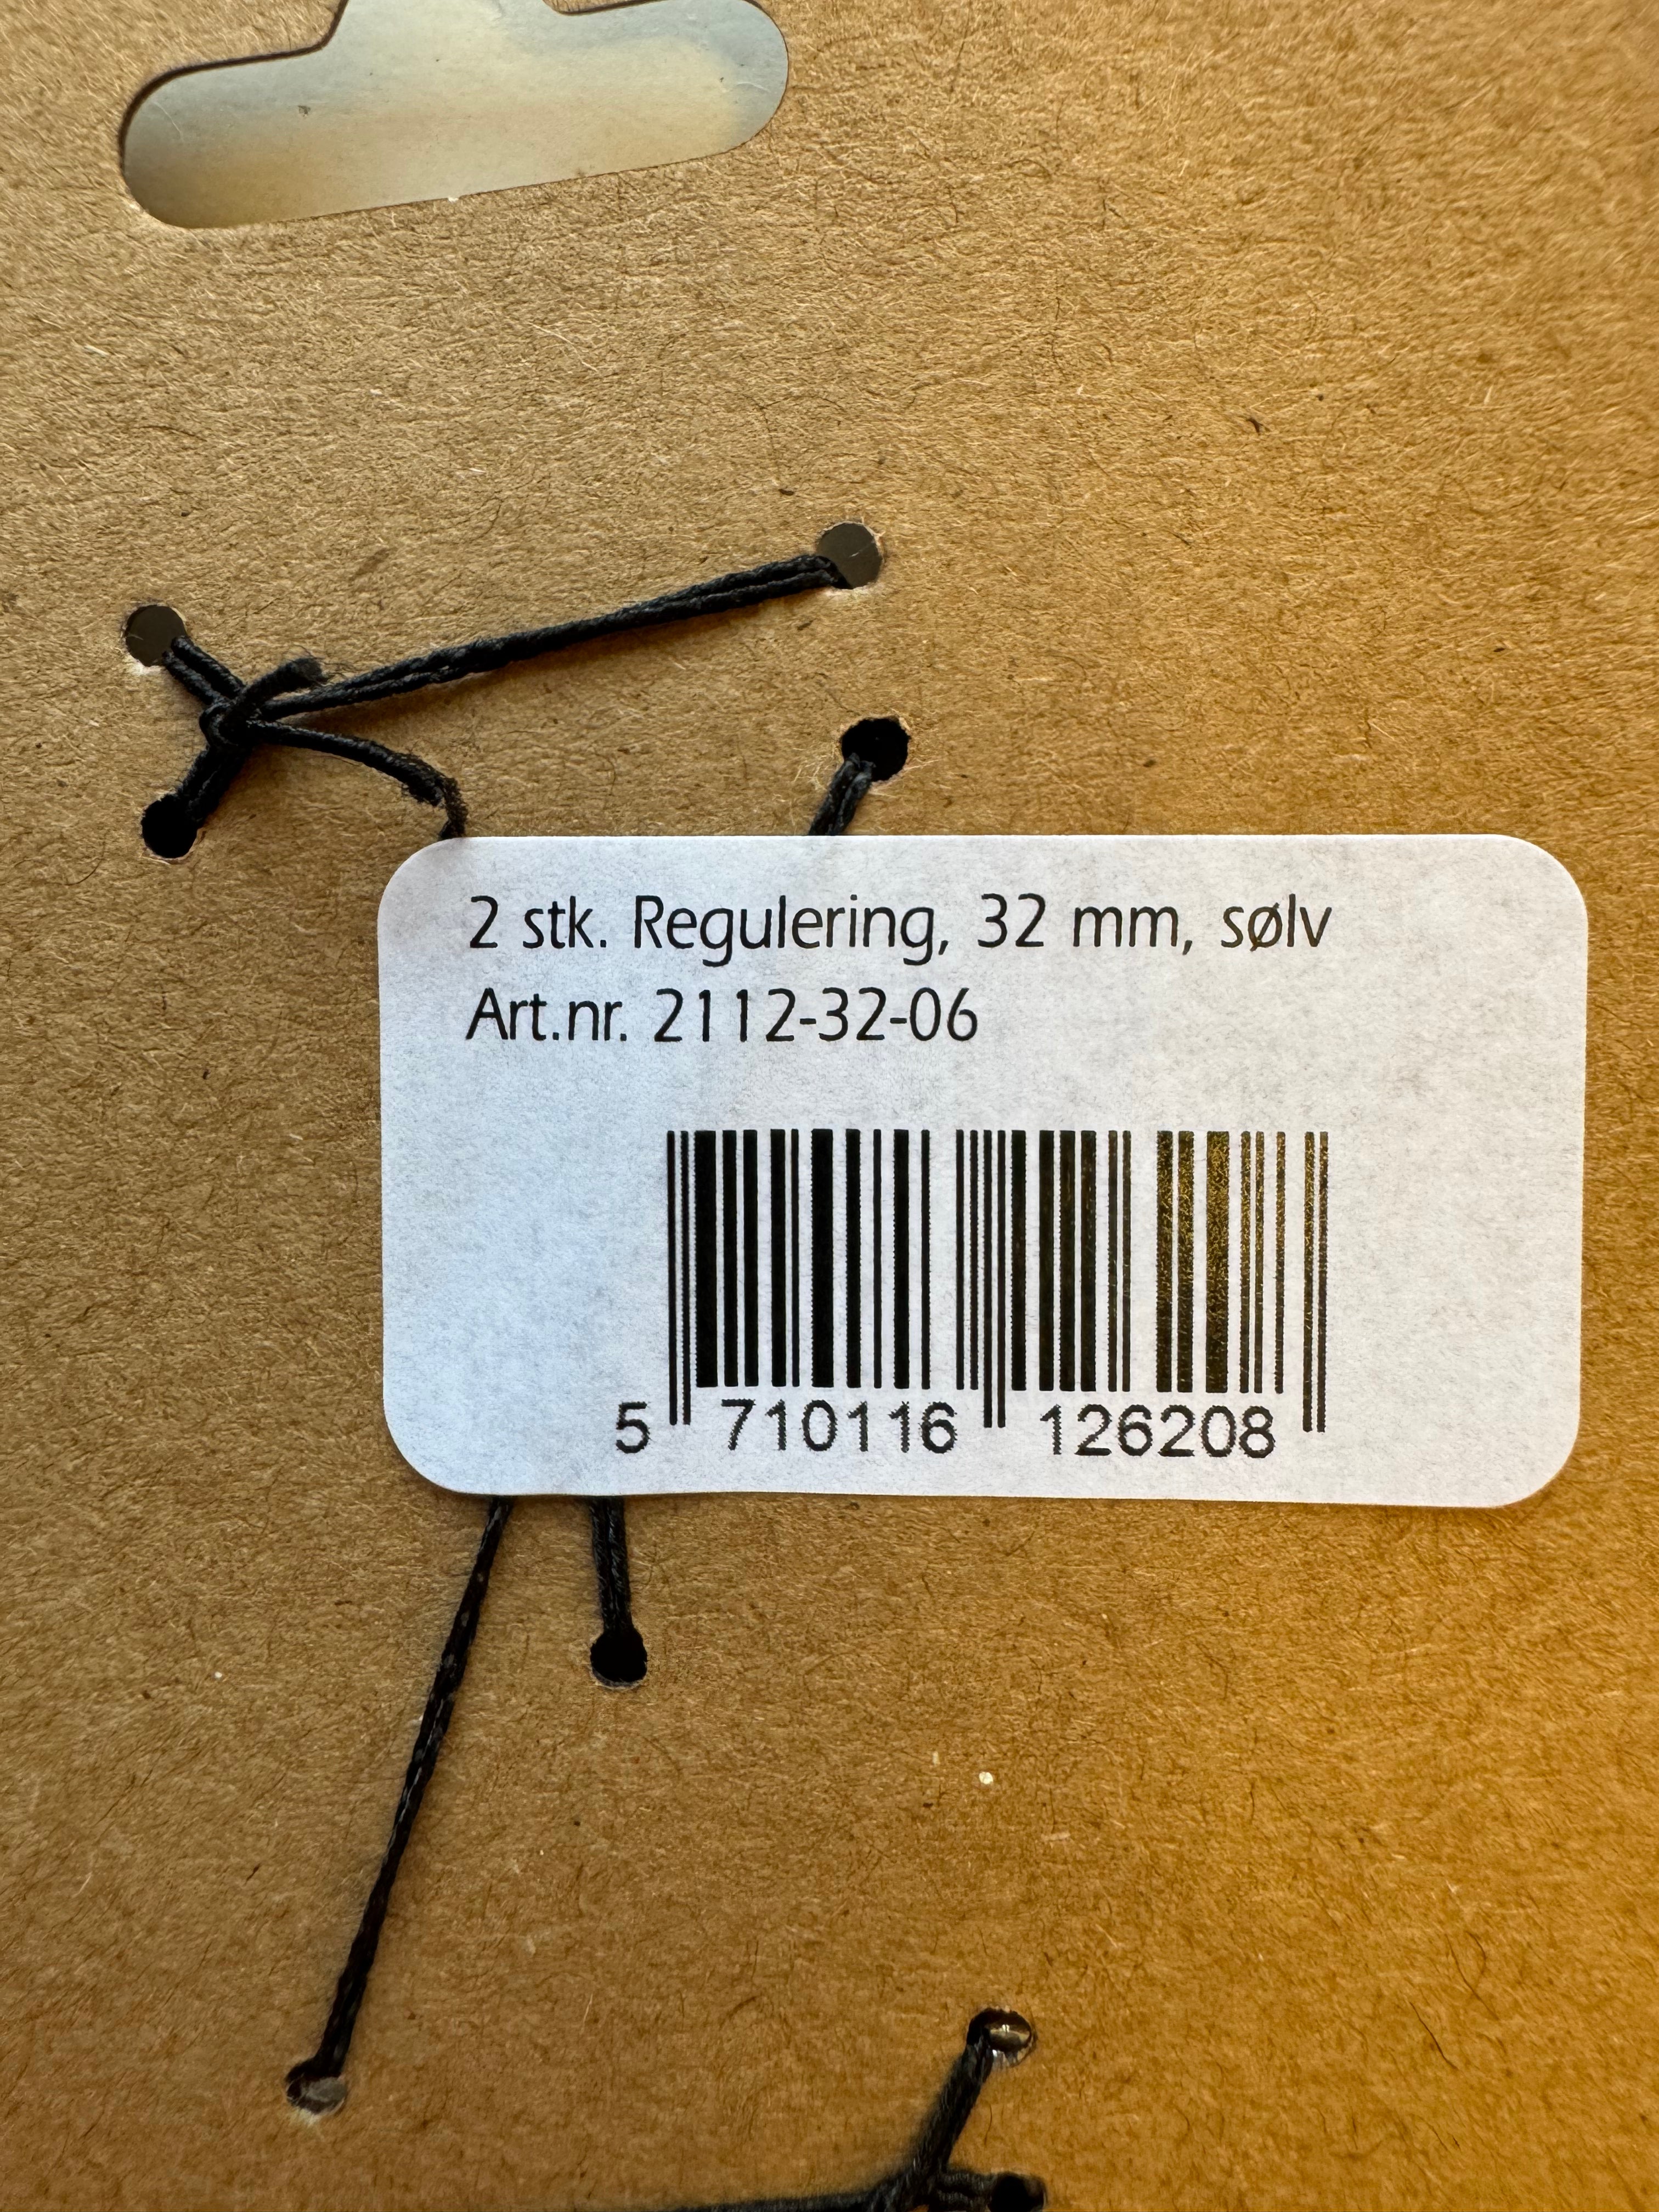 2 stk. Regulering, 32 mm, sølv
Art.nr. 2112-32-06
5 710116 126208